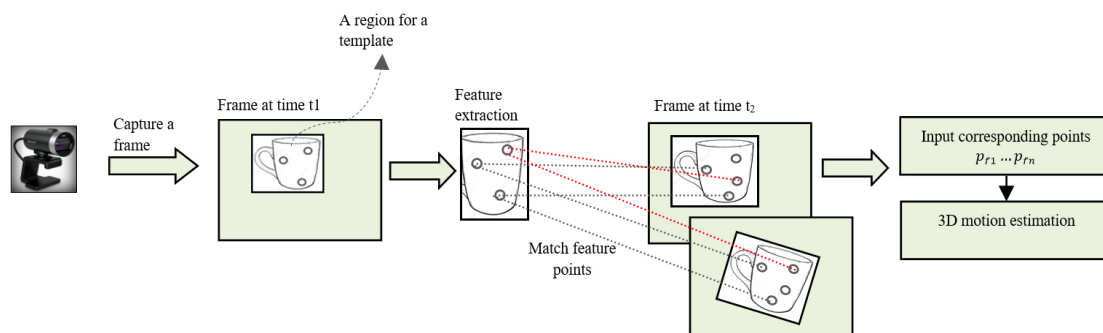 A region for a
template
Frame at time t1
Feature
extraction
Frame at time t₂
Capture a
frame
Input corresponding points
pᵣ₁ … pᵣₙ
3D motion estimation
Match feature
points